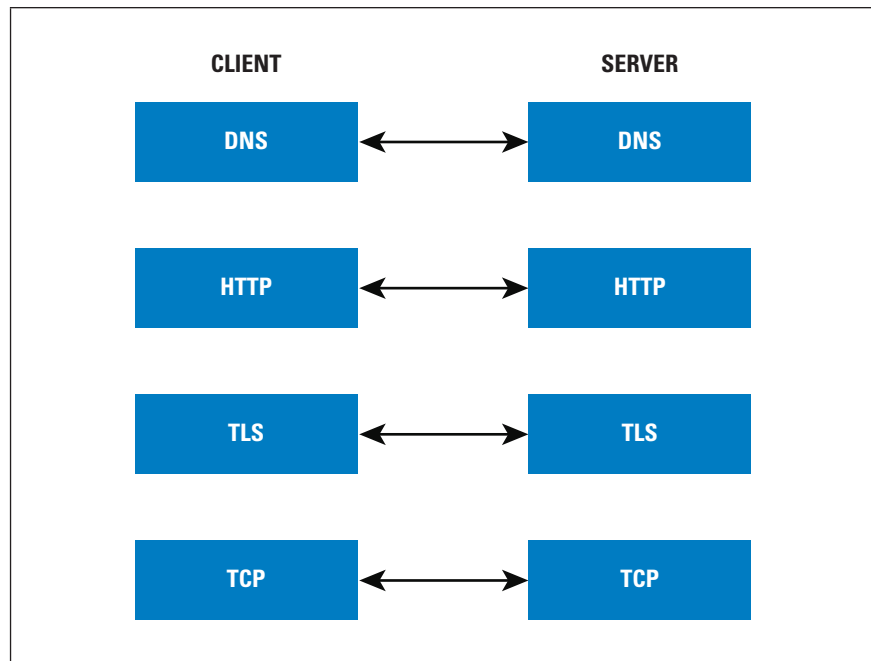 CLIENT SERVER
DNS DNS
HTTP HTTP
TLS TLS
TCP TCP